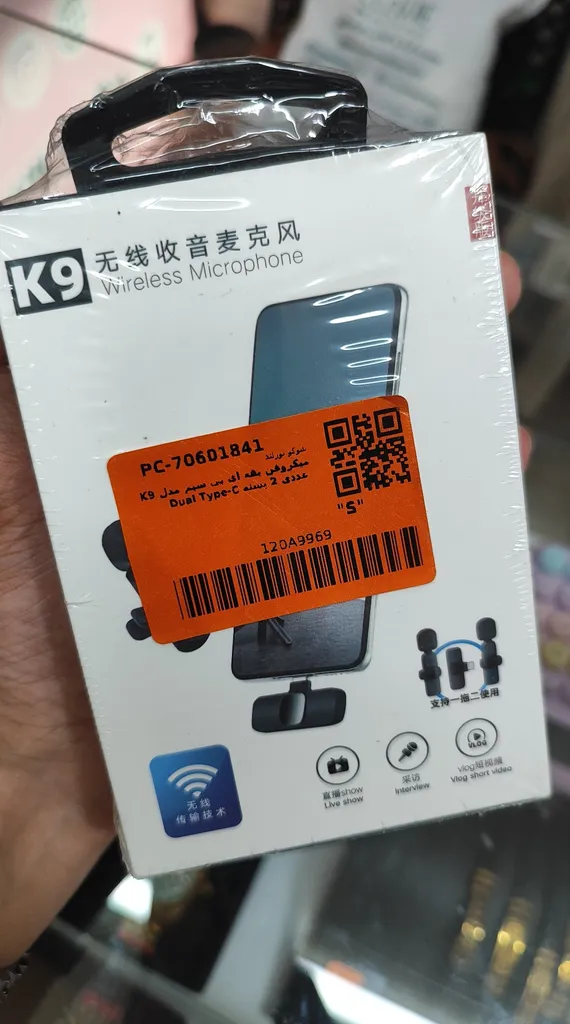 K9
无线收音麦克风
Wireless Microphone
PC-70601841
میکروفن یقه ای بی سیم مدل K9
Dual Type-C بسته 2 عددی
"S"
120A9969
支持一拖二使用
无线
传输技术
直播show
Live show
采访
Interview
VLOG
vlog短视频
Vlog short video